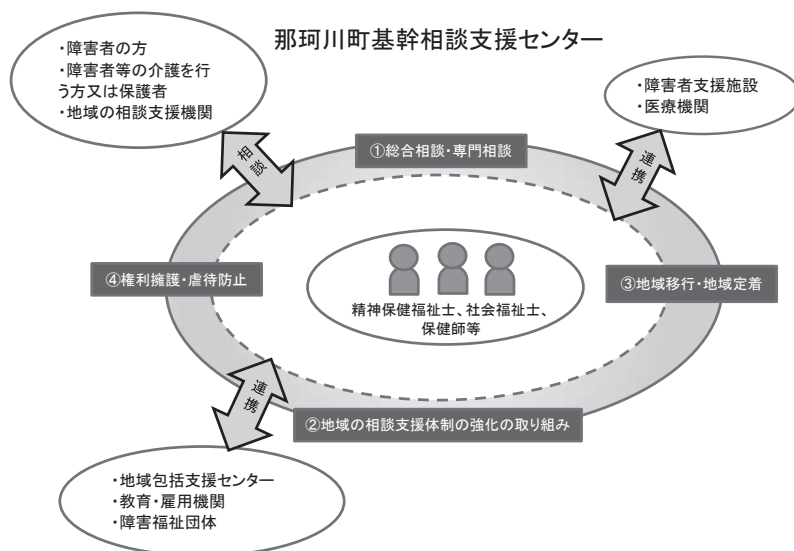 那珂川町基幹相談支援センター
・障害者の方
・障害者等の介護を行
う方又は保護者
・地域の相談支援機関
・障害者支援施設
・医療機関
相談
連携
①総合相談・専門相談
④権利擁護・虐待防止
③地域移行・地域定着
精神保健福祉士、社会福祉士、
保健師等
連携
②地域の相談支援体制の強化の取り組み
・地域包括支援センター
・教育・雇用機関
・障害福祉団体